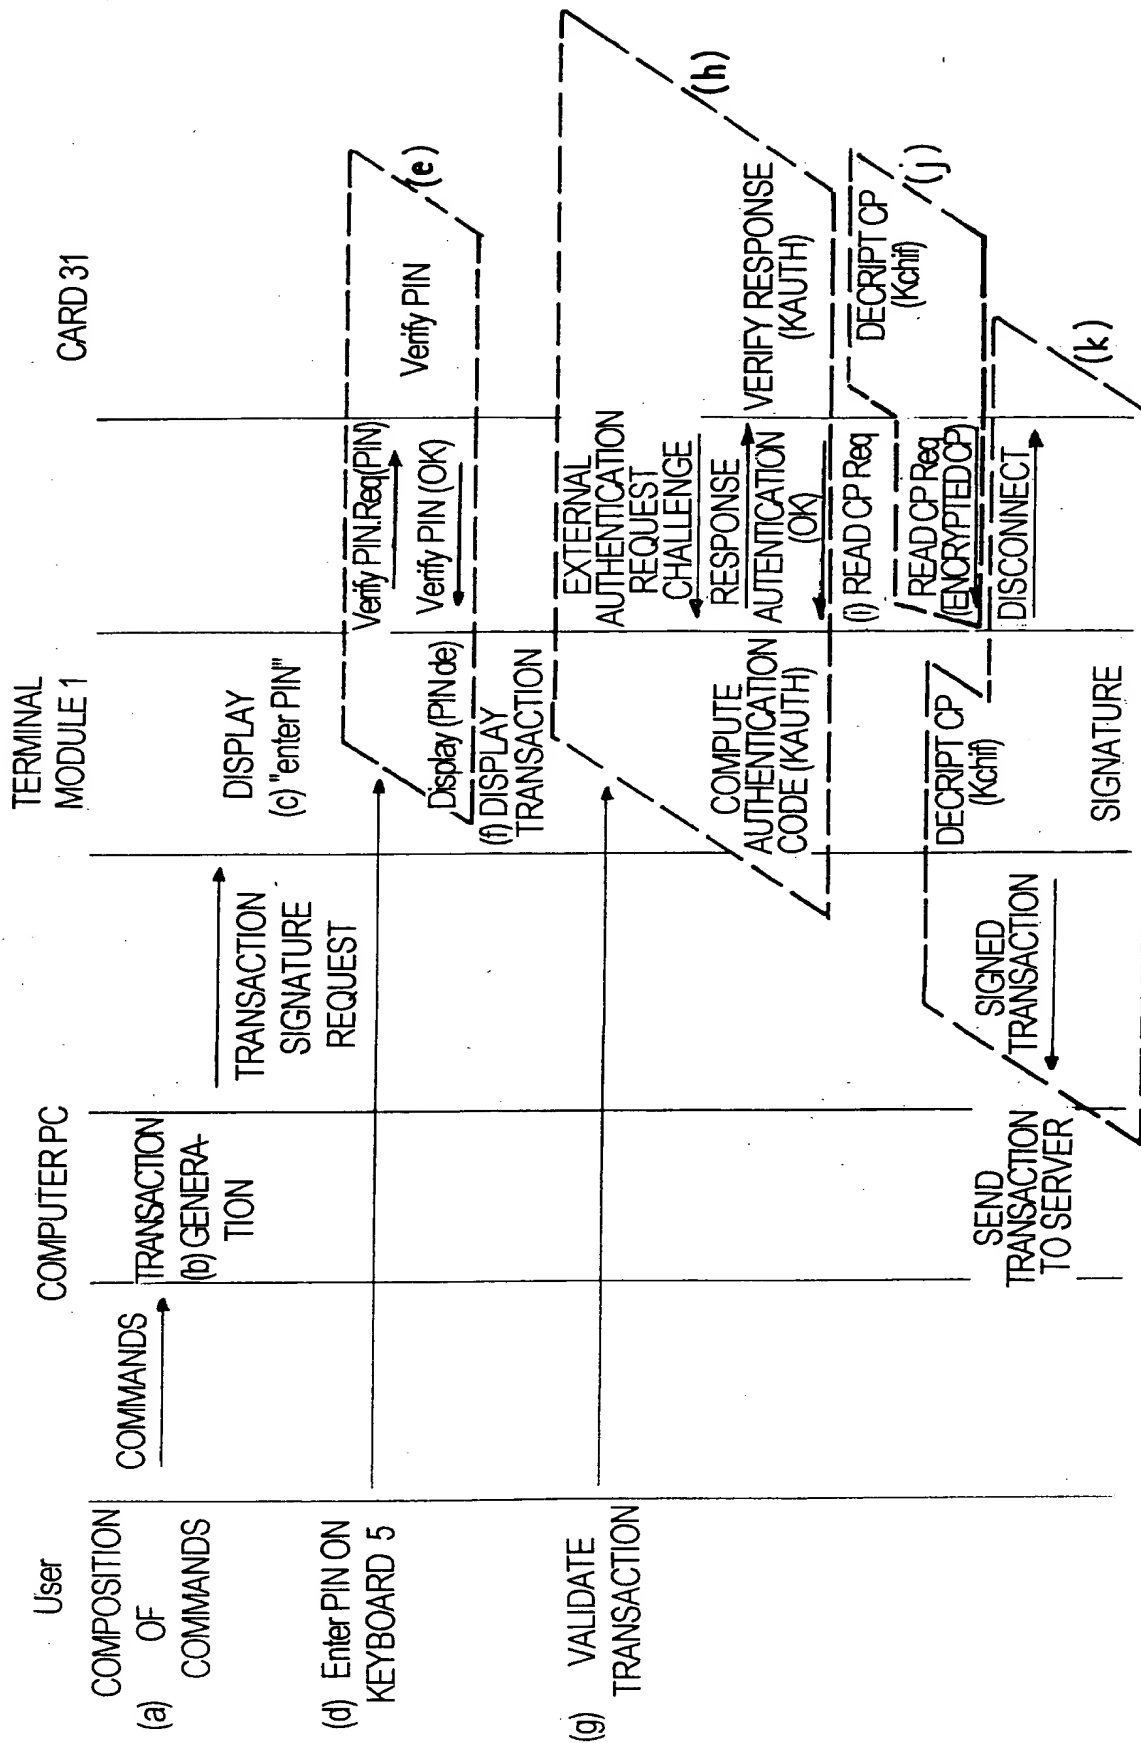 User
COMPUTER PC
TERMINAL
MODULE 1
CARD 31
COMPOSITION
(a) OF
COMMANDS
COMMANDS
TRANSACTION
(b) GENERA-
TION
TRANSACTION
SIGNATURE
REQUEST
DISPLAY
(c) "enter PIN"
(d) Enter PIN ON
KEYBOARD 5
Verify PIN.Req(PIN)
Verify PIN (OK)
Verify PIN
(e)
Display (PIN de)
(f) DISPLAY
TRANSACTION
(g) VALIDATE
TRANSACTION
EXTERNAL
AUTHENTICATION
REQUEST
CHALLENGE
RESPONSE
AUTENTICATION
(OK)
COMPUTE
AUTHENTICATION
CODE (KAUTH)
VERIFY RESPONSE
(KAUTH)
(h)
(i) READ CP Req
READ CP Req
(ENCRYPTED CP)
DECRIPT CP
(Kchif)
(j)
DECRIPT CP
(Kchif)
DISCONNECT
(k)
SIGNATURE
SIGNED
TRANSACTION
SEND
TRANSACTION
TO SERVER